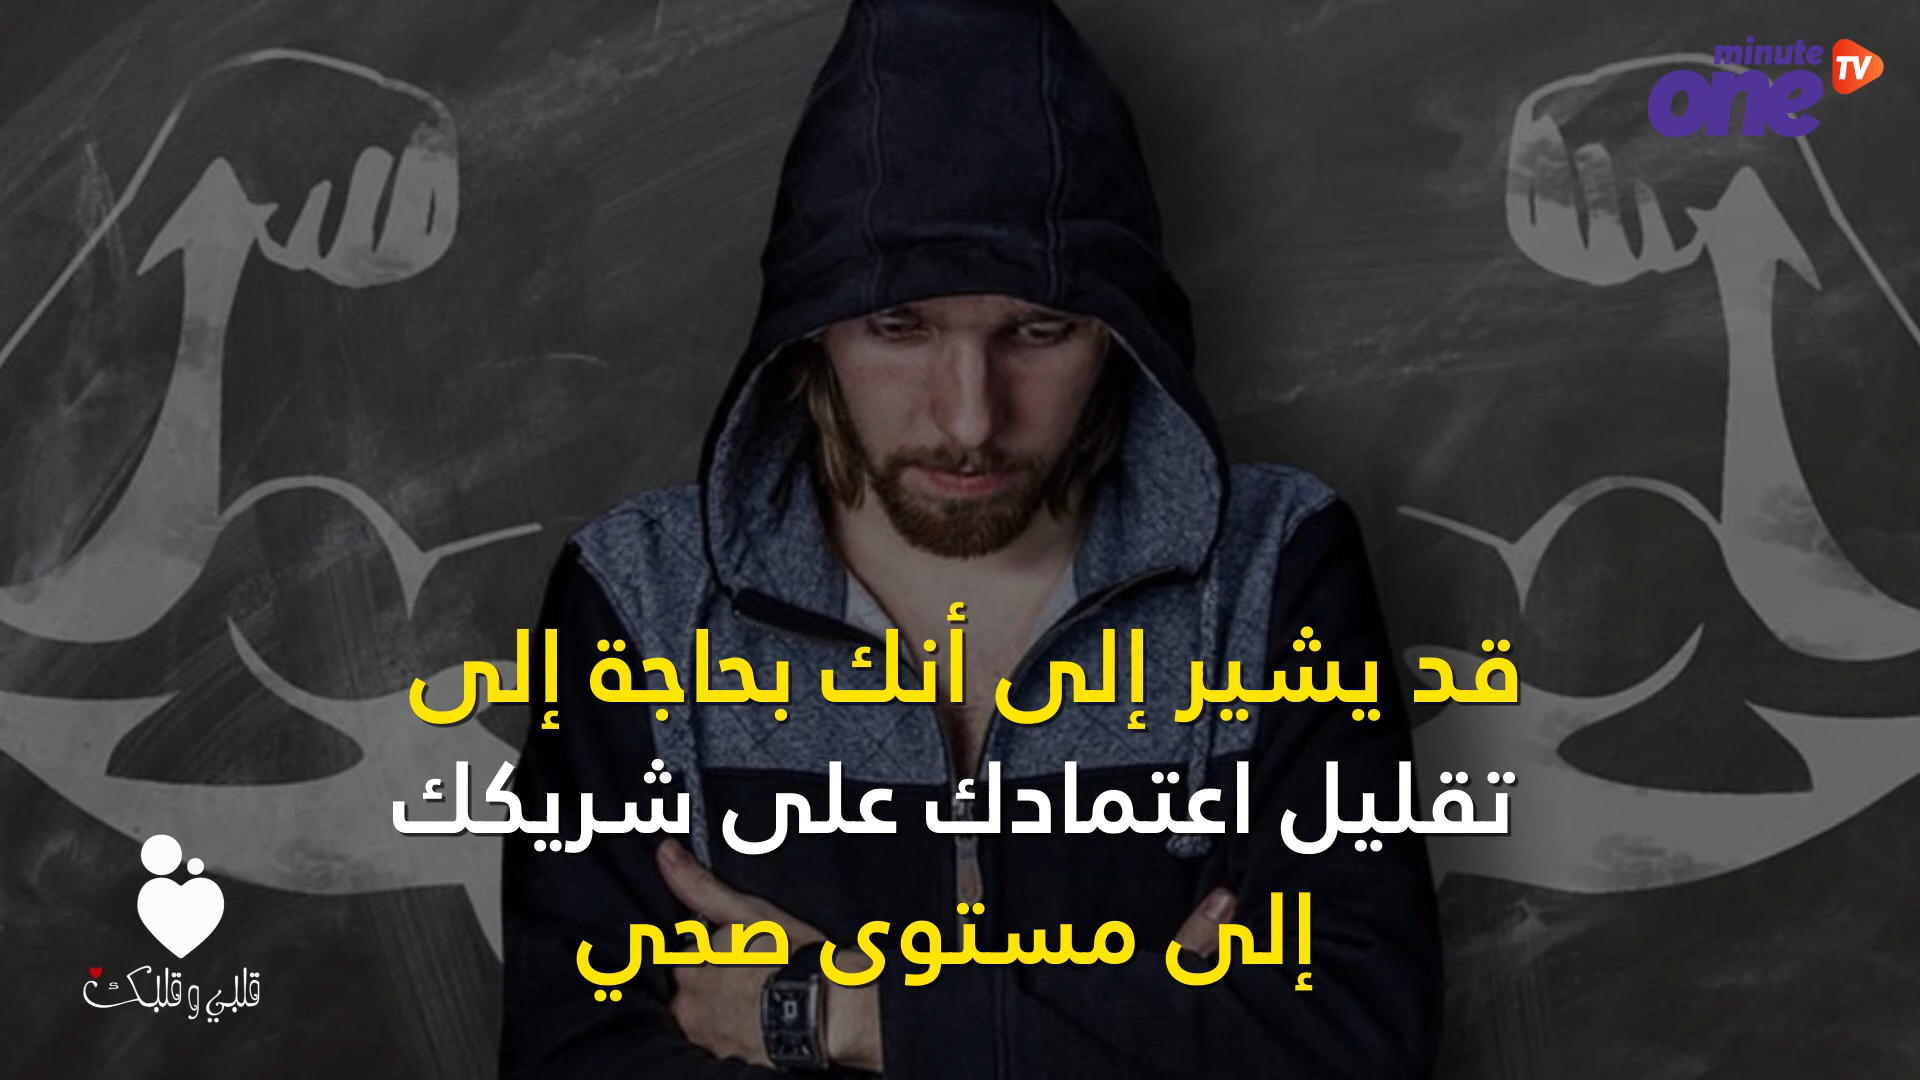 minute
one TV
قد يشير إلى أنك بحاجة إلى
تقليل اعتمادك على شريكك
إلى مستوى صحي
قلبي و قلبك